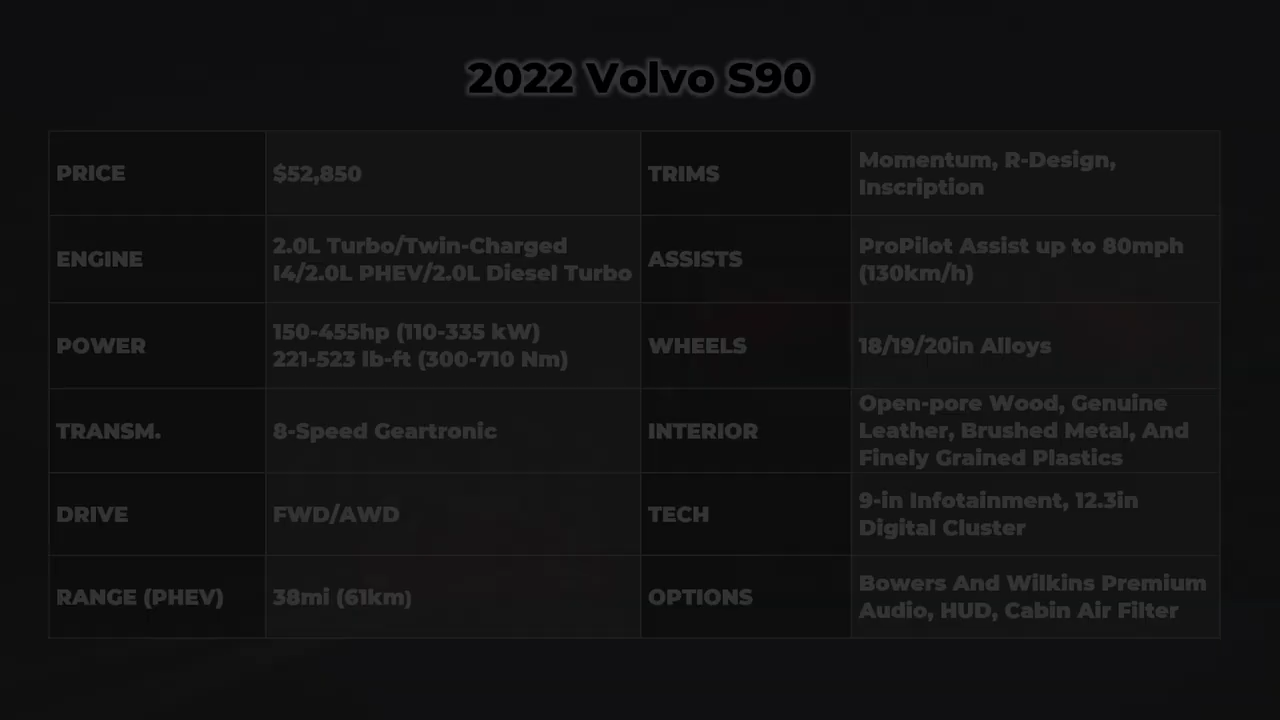 2022 Volvo S90
PRICE
$52,850
TRIMS
Momentum, R-Design,
Inscription
ENGINE
2.0L Turbo/Twin-Charged
I4/2.0L PHEV/2.0L Diesel Turbo
ASSISTS
ProPilot Assist up to 80mph
(130km/h)
POWER
150-455hp (110-335 kW)
221-523 lb-ft (300-710 Nm)
WHEELS
18/19/20in Alloys
TRANSM.
8-Speed Geartronic
INTERIOR
Open-pore Wood, Genuine
Leather, Brushed Metal, And
Finely Grained Plastics
DRIVE
FWD/AWD
TECH
9-in Infotainment, 12.3in
Digital Cluster
RANGE (PHEV)
38mi (61km)
OPTIONS
Bowers And Wilkins Premium
Audio, HUD, Cabin Air Filter